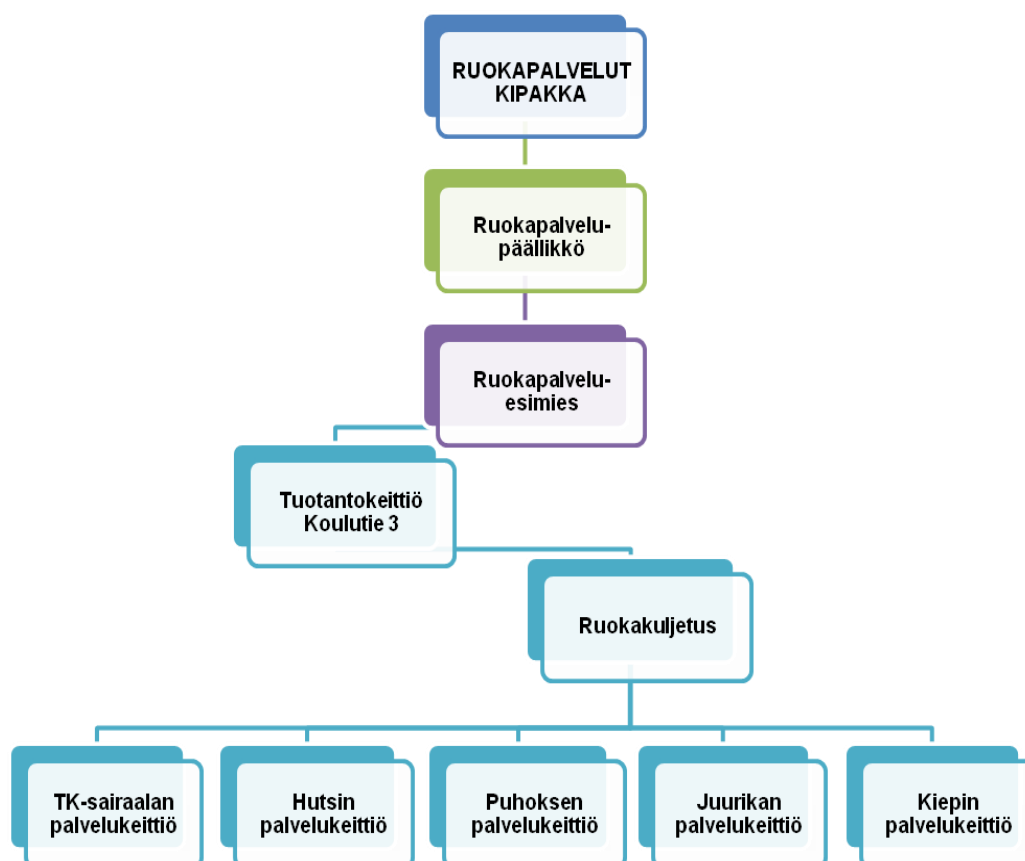 RUOKAPALVELUT
KIPAKKA
Ruokapalvelu-
päällikkö
Ruokapalvelu-
esimies
Tuotantokeittiö
Koulutie 3
Ruokakuljetus
TK-sairaalan
palvelukeittiö
Hutsin
palvelukeittiö
Puhoksen
palvelukeittiö
Juurikan
palvelukeittiö
Kiepin
palvelukeittiö